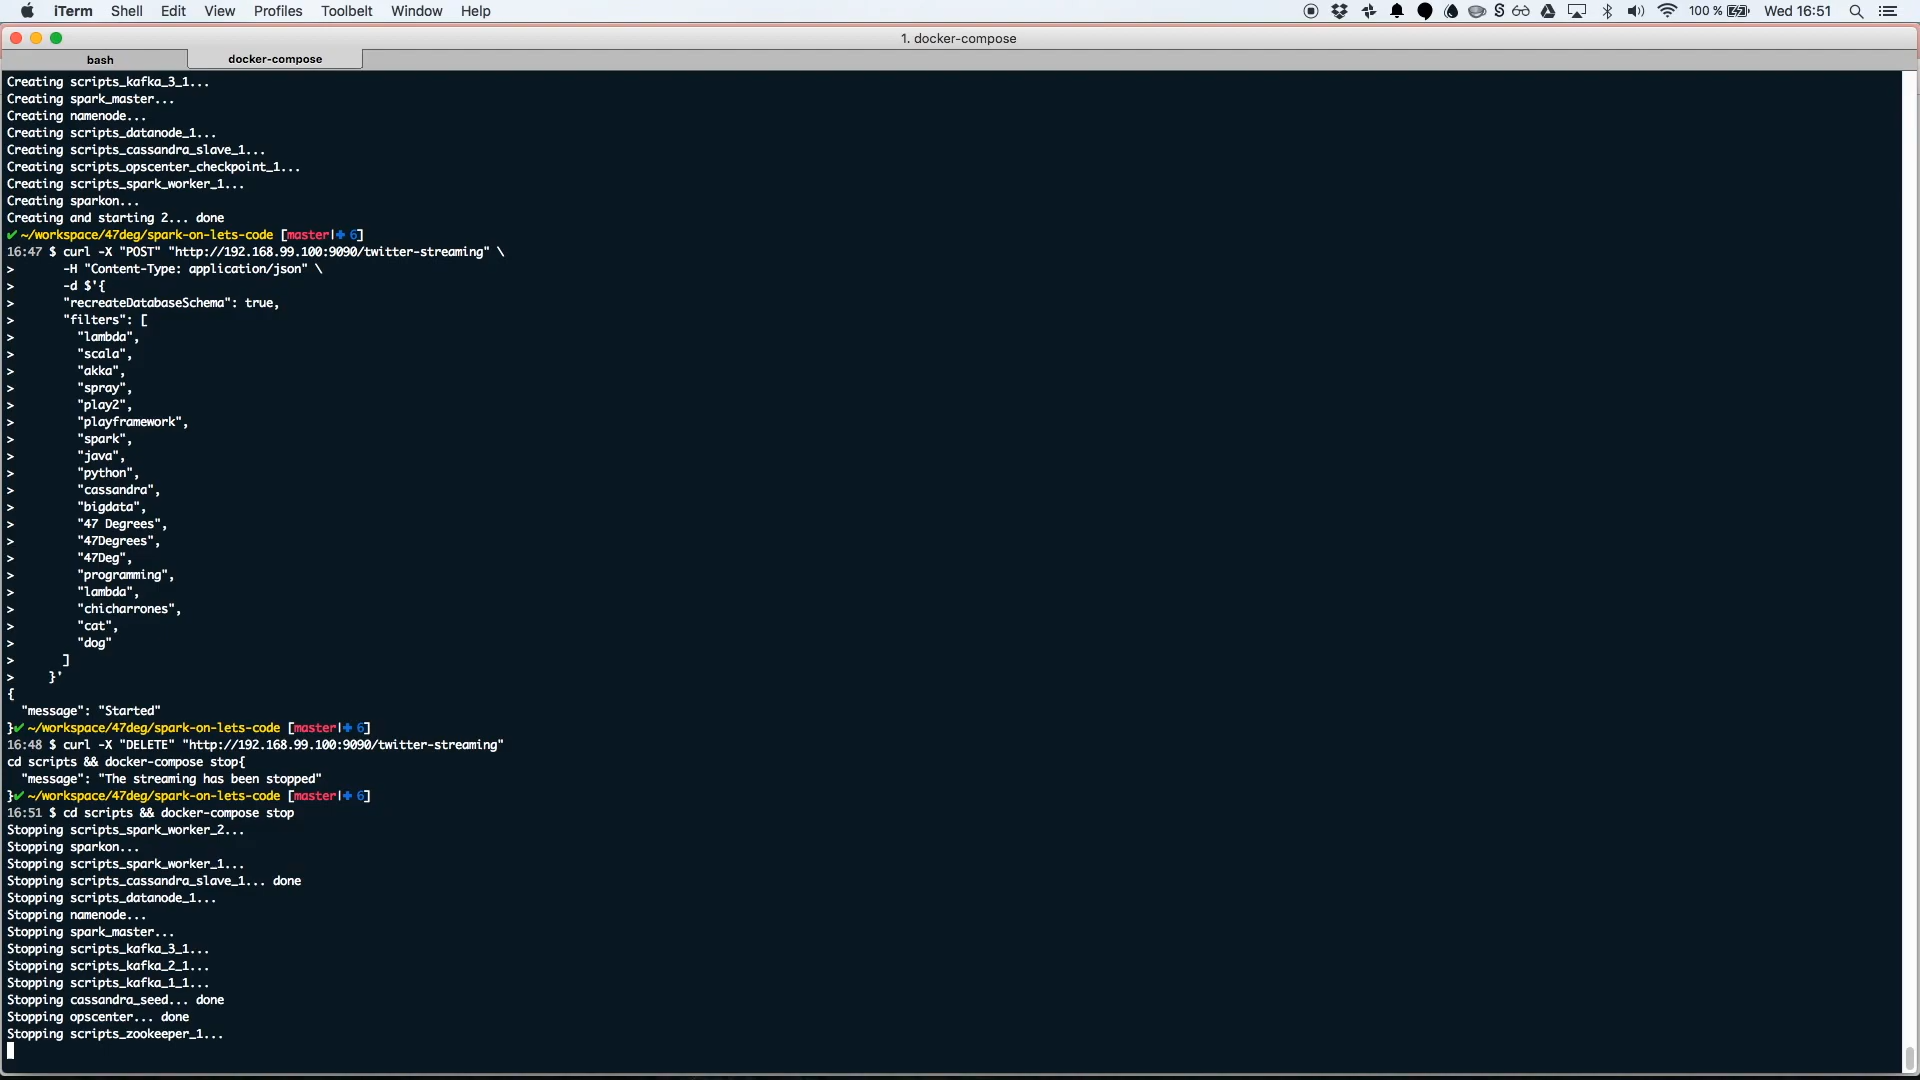 iTerm Shell Edit View Profiles Toolbelt Window Help 100 % Wed 16:51
1. docker-compose
bash docker-compose
Creating scripts_kafka_3_1...
Creating spark_master...
Creating namenode...
Creating scripts_datanode_1...
Creating scripts_cassandra_slave_1...
Creating scripts_opscenter_checkpoint_1...
Creating scripts_spark_worker_1...
Creating sparkon...
Creating and starting 2... done
✔ ~/workspace/47deg/spark-on-lets-code [master|✚ 6]
16:47 $ curl -X "POST" "http://192.168.99.100:9090/twitter-streaming" \
>       -H "Content-Type: application/json" \
>       -d $'{
>       "recreateDatabaseSchema": true,
>       "filters": [
>         "lambda",
>         "scala",
>         "akka",
>         "spray",
>         "play2",
>         "playframework",
>         "spark",
>         "java",
>         "python",
>         "cassandra",
>         "bigdata",
>         "47 Degrees",
>         "47Degrees",
>         "47Deg",
>         "programming",
>         "lambda",
>         "chicharrones",
>         "cat",
>         "dog"
>       ]
>     }'
{
  "message": "Started"
}✔ ~/workspace/47deg/spark-on-lets-code [master|✚ 6]
16:48 $ curl -X "DELETE" "http://192.168.99.100:9090/twitter-streaming"
cd scripts && docker-compose stop{
  "message": "The streaming has been stopped"
}✔ ~/workspace/47deg/spark-on-lets-code [master|✚ 6]
16:51 $ cd scripts && docker-compose stop
Stopping scripts_spark_worker_2...
Stopping sparkon...
Stopping scripts_spark_worker_1...
Stopping scripts_cassandra_slave_1... done
Stopping scripts_datanode_1...
Stopping namenode...
Stopping spark_master...
Stopping scripts_kafka_3_1...
Stopping scripts_kafka_2_1...
Stopping scripts_kafka_1_1...
Stopping cassandra_seed... done
Stopping opscenter... done
Stopping scripts_zookeeper_1...